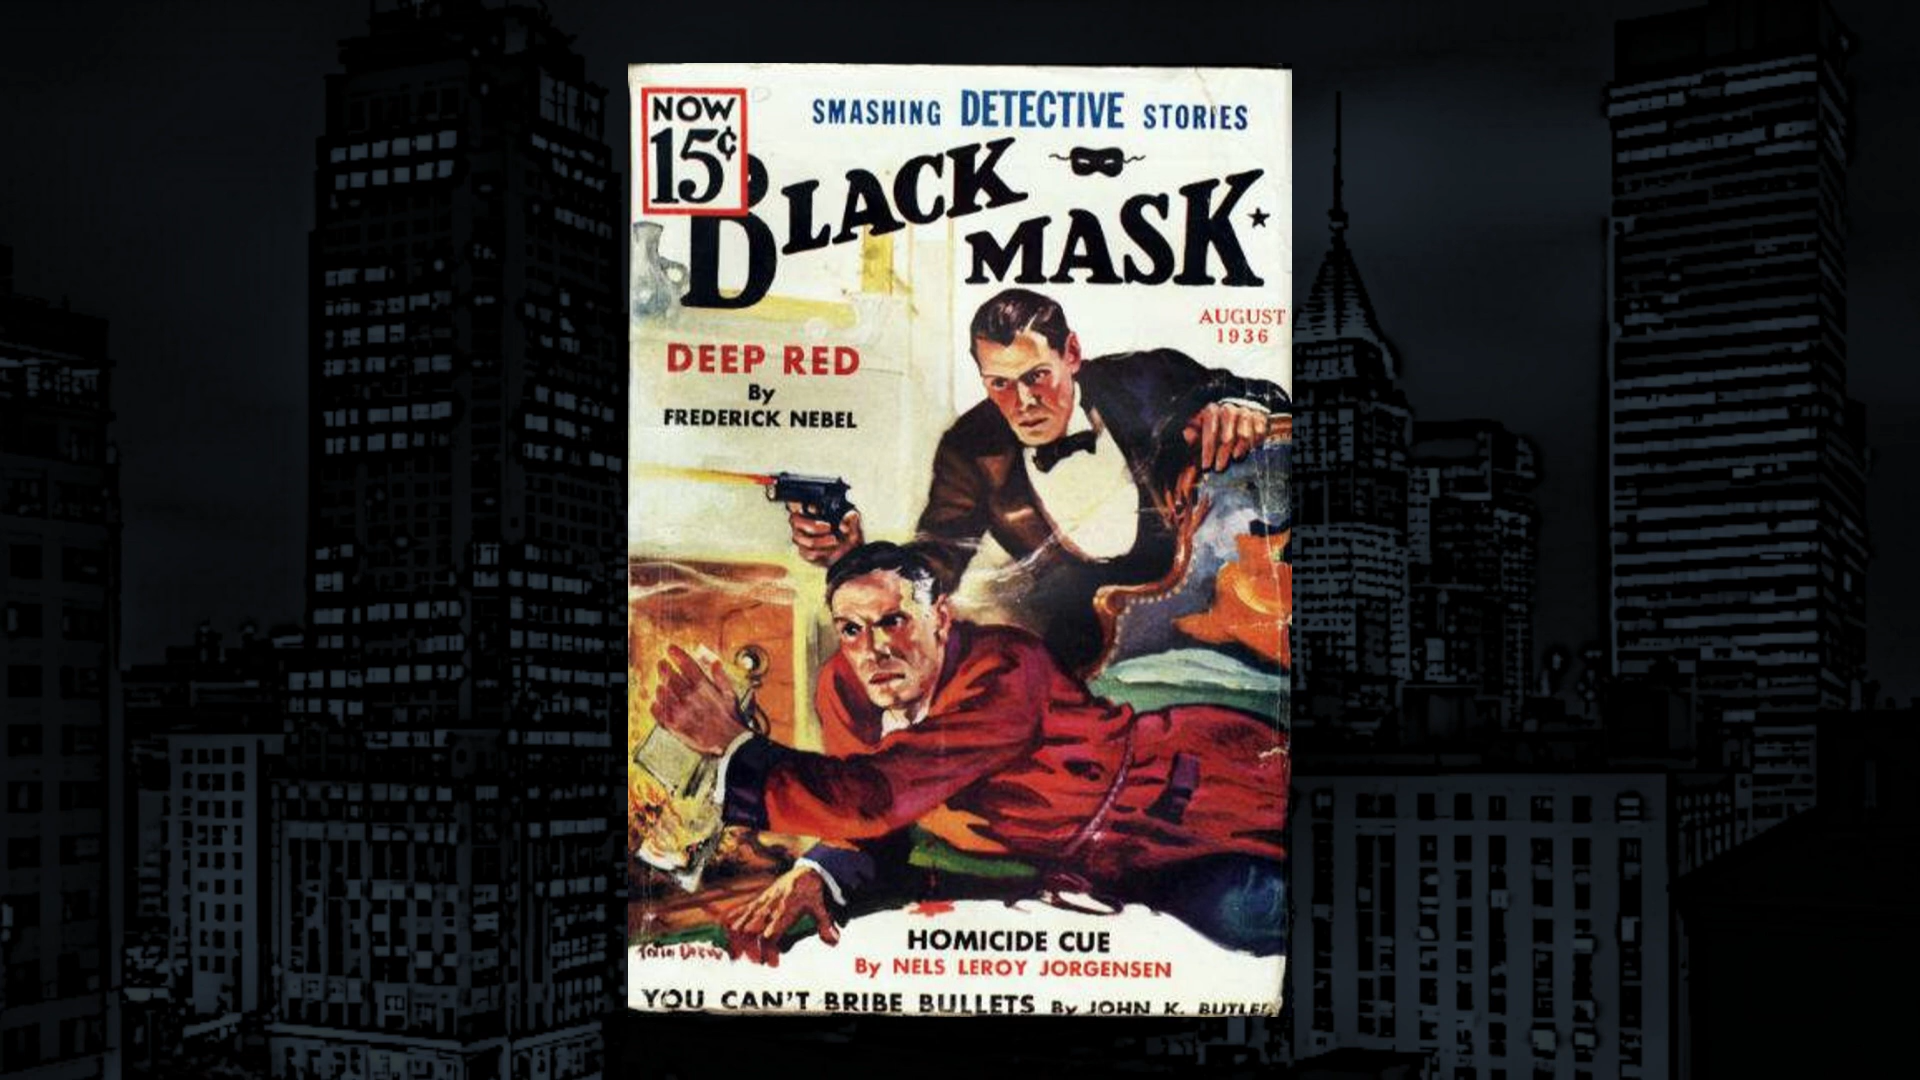 NOW
15¢
SMASHING DETECTIVE STORIES
BLACK
MASK
AUGUST
1936
DEEP RED
By
FREDERICK NEBEL
HOMICIDE CUE
By NELS LEROY JORGENSEN
YOU CAN'T BRIBE BULLETS By JOHN K. BUTLER